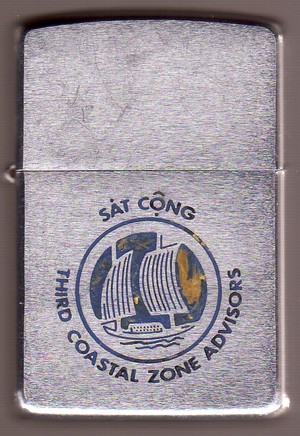 SÁT CỘNG
THIRD COASTAL ZONE ADVISORS